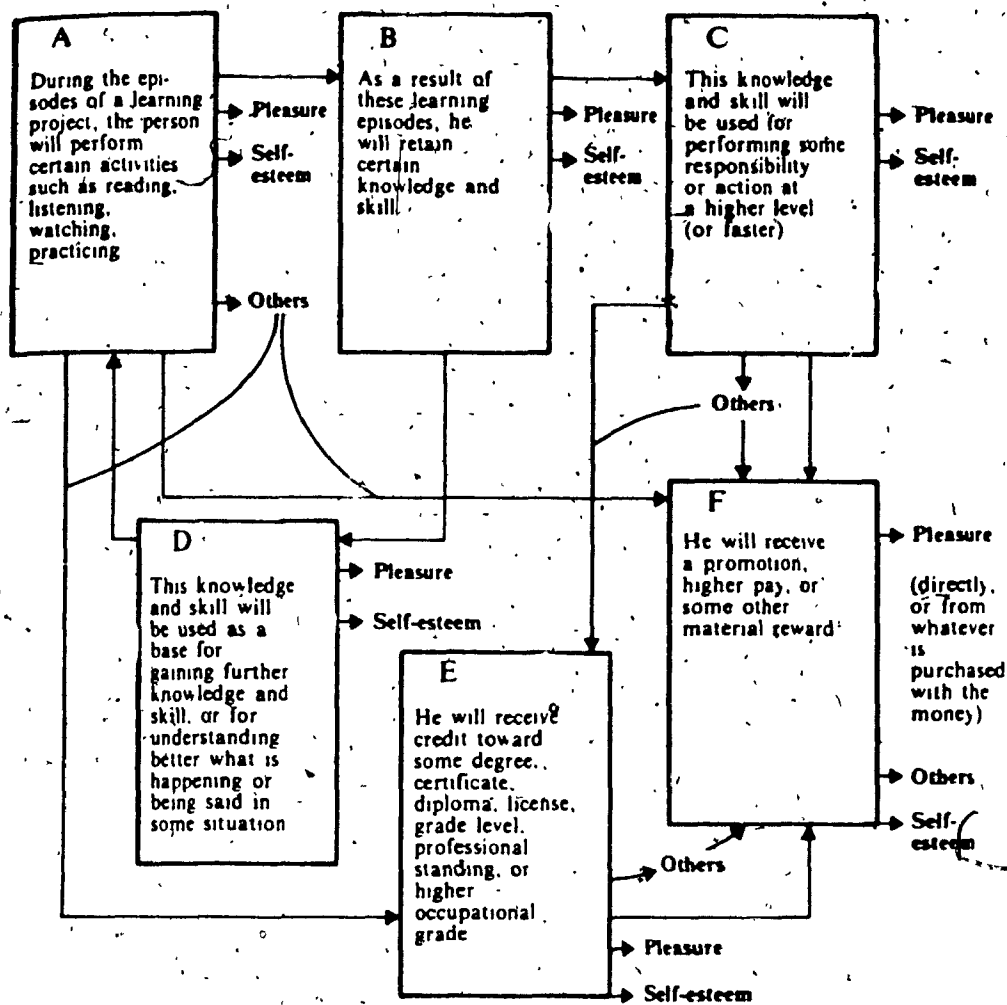 A
During the epi-
sodes of a learning
project, the person
will perform
certain activities
such as reading,
listening,
watching,
practicing
Pleasure
Self-
esteem
Others
B
As a result of
these learning
episodes, he
will retain
certain
knowledge and
skill
Pleasure
Self-
esteem
C
This knowledge
and skill will
be used for
performing some
responsibility
or action at
a higher level
(or faster)
Pleasure
Self-
esteem
Others
D
This knowledge
and skill will
be used as a
base for
gaining further
knowledge and
skill, or for
understanding
better what is
happening or
being said in
some situation
Pleasure
Self-esteem
E
He will receive
credit toward
some degree,
certificate,
diploma, license,
grade level,
professional
standing, or
higher
occupational
grade
Others
Pleasure
Self-esteem
F
He will receive
a promotion,
higher pay, or
some other
material reward
Pleasure
(directly,
or from
whatever
is
purchased
with the
money)
Others
Self-
esteem